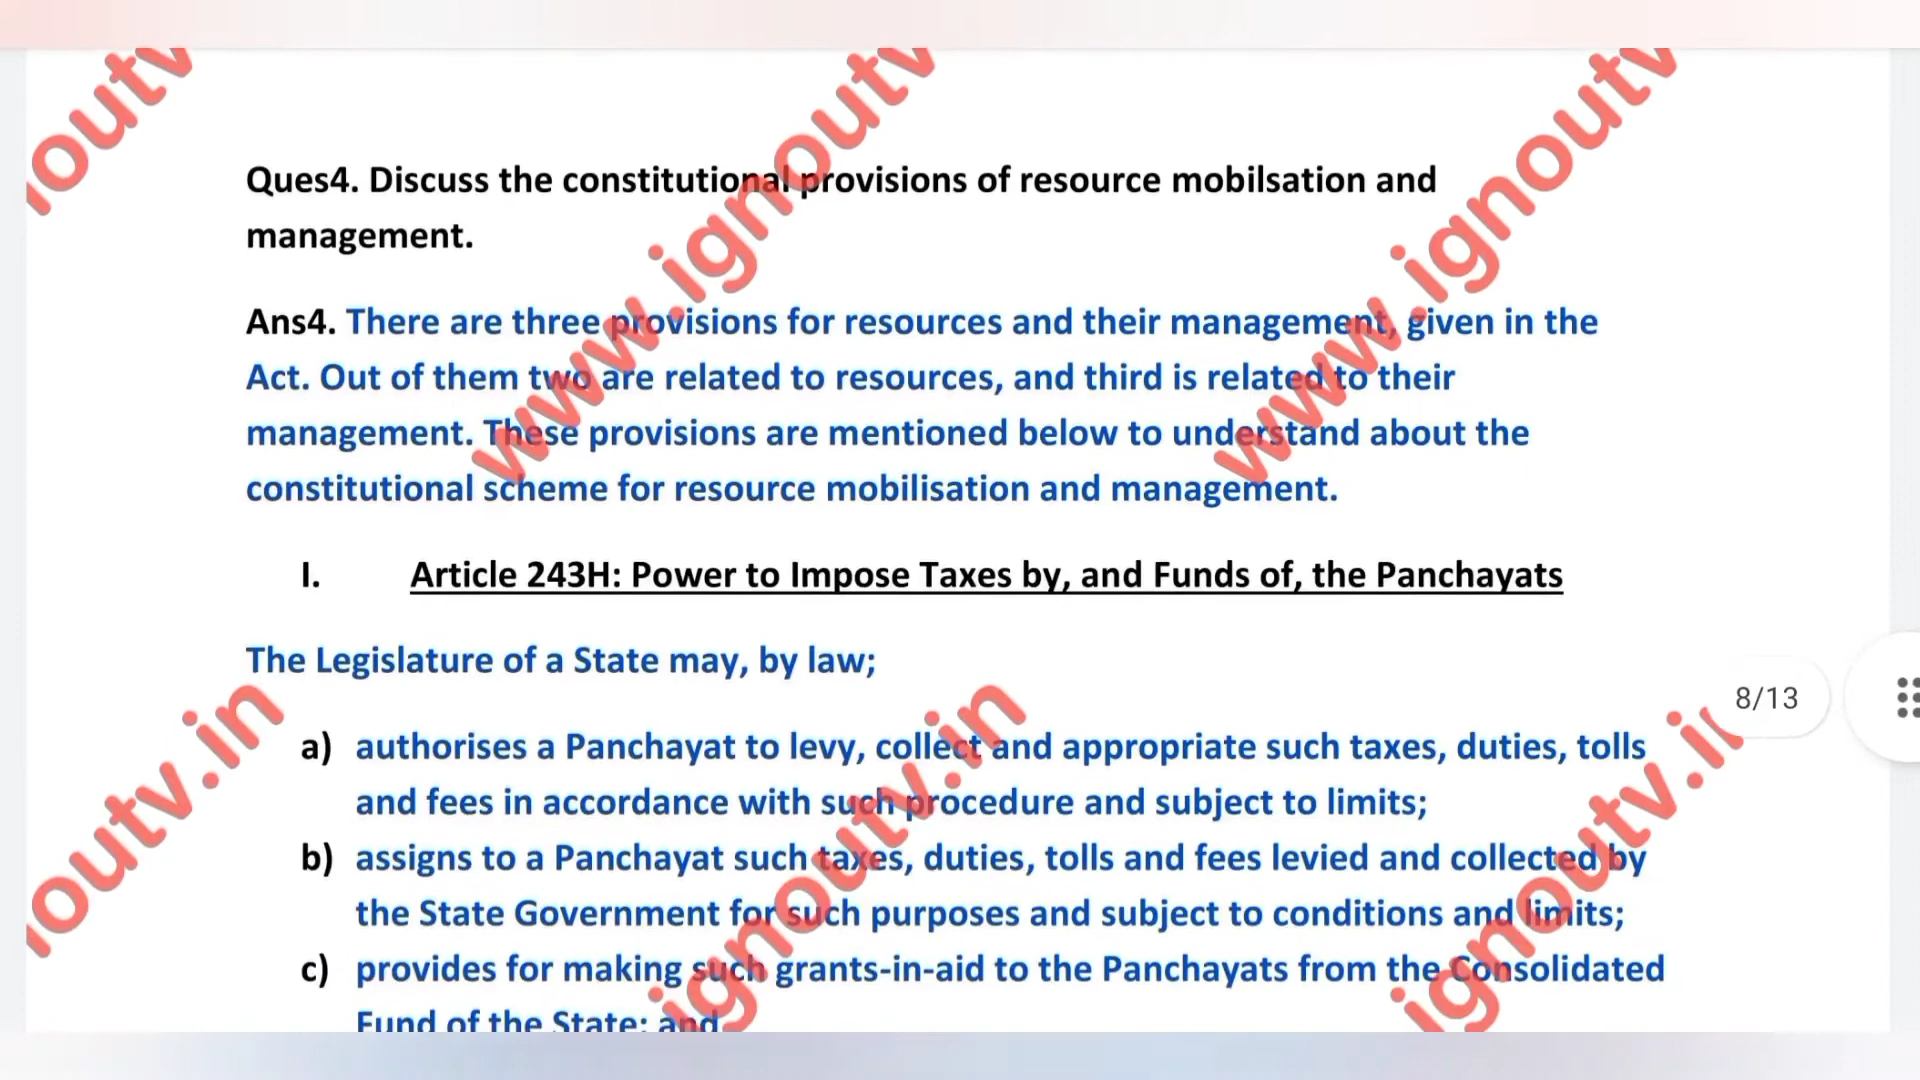 Ques4. Discuss the constitutional provisions of resource mobilsation and
management.
Ans4. There are three provisions for resources and their management, given in the
Act. Out of them two are related to resources, and third is related to their
management. These provisions are mentioned below to understand about the
constitutional scheme for resource mobilisation and management.
I. Article 243H: Power to Impose Taxes by, and Funds of, the Panchayats
The Legislature of a State may, by law;
a) authorises a Panchayat to levy, collect and appropriate such taxes, duties, tolls
and fees in accordance with such procedure and subject to limits;
b) assigns to a Panchayat such taxes, duties, tolls and fees levied and collected by
the State Government for such purposes and subject to conditions and limits;
c) provides for making such grants-in-aid to the Panchayats from the Consolidated
Fund of the State; and
8/13
outv
www.ignoutv
www.ignoutv
outv.in
ignoutv.in
ignoutv.i